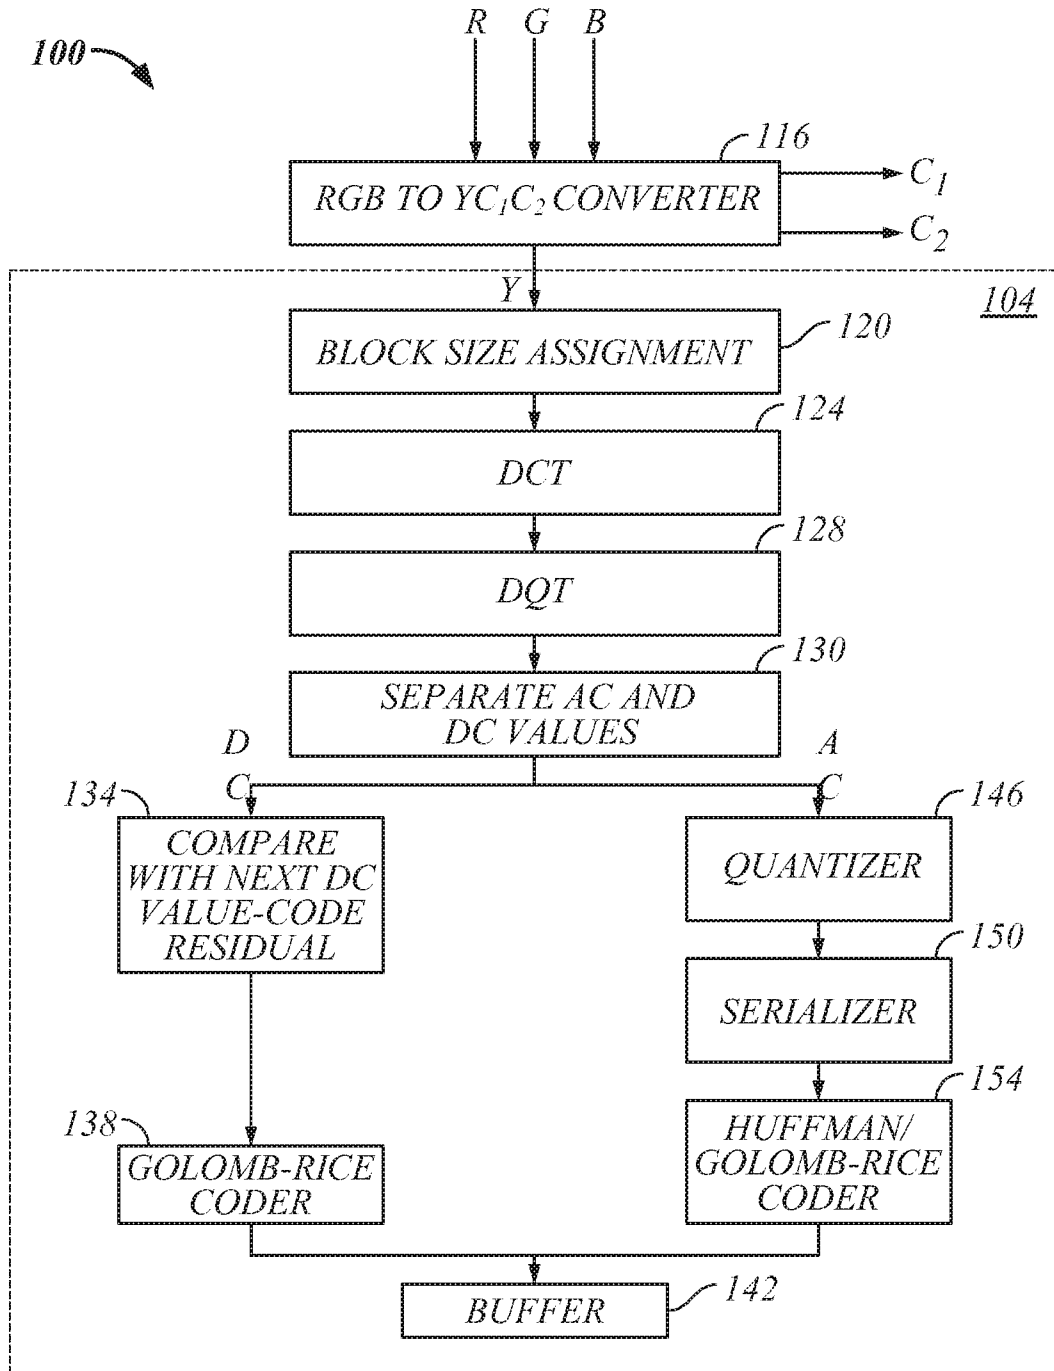 R G B
100
116
RGB TO YC1C2 CONVERTER
C1
C2
Y
104
120
BLOCK SIZE ASSIGNMENT
124
DCT
128
DQT
130
SEPARATE AC AND
DC VALUES
D
C
A
C
134
COMPARE
WITH NEXT DC
VALUE-CODE
RESIDUAL
146
QUANTIZER
150
SERIALIZER
138
GOLOMB-RICE
CODER
154
HUFFMAN/
GOLOMB-RICE
CODER
BUFFER
142